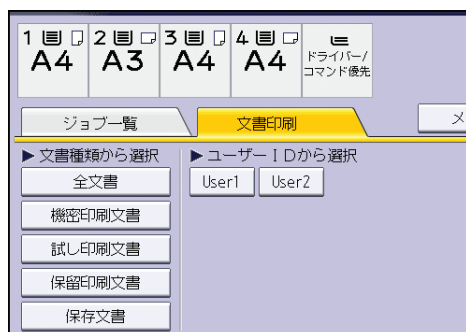 1 2 3 4
A4 A3 A4 A4 ドライバー/
コマンド優先
ジョブ一覧 文書印刷 メ
▶ 文書種類から選択 ▶ ユーザーIDから選択
全文書 User1 User2
機密印刷文書
試し印刷文書
保留印刷文書
保存文書